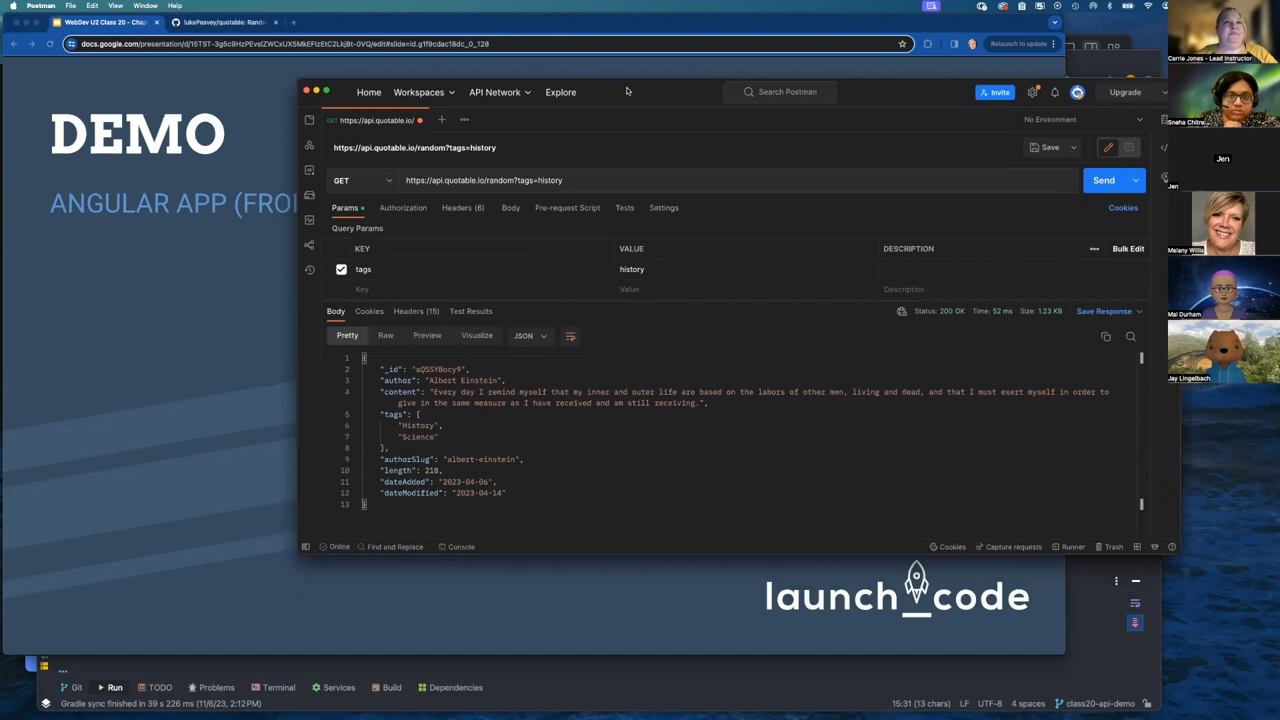 Postman File Edit View Window Help
WebDev U2 Class 20 - Chap
lukePeavey/quotable: Rando
docs.google.com/presentation/d/15TST-3g5c9HzPEvslZWCxUX5MkEFlzEtC2LkjBt-0VQ/edit#slide=id.g1f9cdac18dc_0_128
Relaunch to update
DEMO
ANGULAR APP (FRO
Home Workspaces API Network Explore
Search Postman
Invite
Upgrade
GET https://api.quotable.io/
No Environment
https://api.quotable.io/random?tags=history
Save
GET https://api.quotable.io/random?tags=history
Send
Params Authorization Headers (6) Body Pre-request Script Tests Settings
Cookies
Query Params
KEY VALUE DESCRIPTION
Bulk Edit
tags history
Key Value Description
Body Cookies Headers (15) Test Results
Status: 200 OK Time: 52 ms Size: 1.23 KB Save Response
Pretty Raw Preview Visualize JSON
1 {
2 "_id": "aQSSYBocy9",
3 "author": "Albert Einstein",
4 "content": "Every day I remind myself that my inner and outer life are based on the labors of other men, living and dead, and that I must exert myself in order to
give in the same measure as I have received and am still receiving.",
5 "tags": [
6 "History",
7 "Science"
8 ],
9 "authorSlug": "albert-einstein",
10 "length": 218,
11 "dateAdded": "2023-04-06",
12 "dateModified": "2023-04-14"
13 }
Online Find and Replace Console
Cookies Capture requests Runner Trash
launch_code
Git Run TODO Problems Terminal Services Build Dependencies
Gradle sync finished in 39 s 226 ms (11/6/23, 2:12PM)
15:31 (13 chars) LF UTF-8 4 spaces class20-api-demo
Carrie Jones - Lead Instructor
Sneha Chitre
Jen
Jen
Melany Willis
Mal Durham
Jay Lingelbach